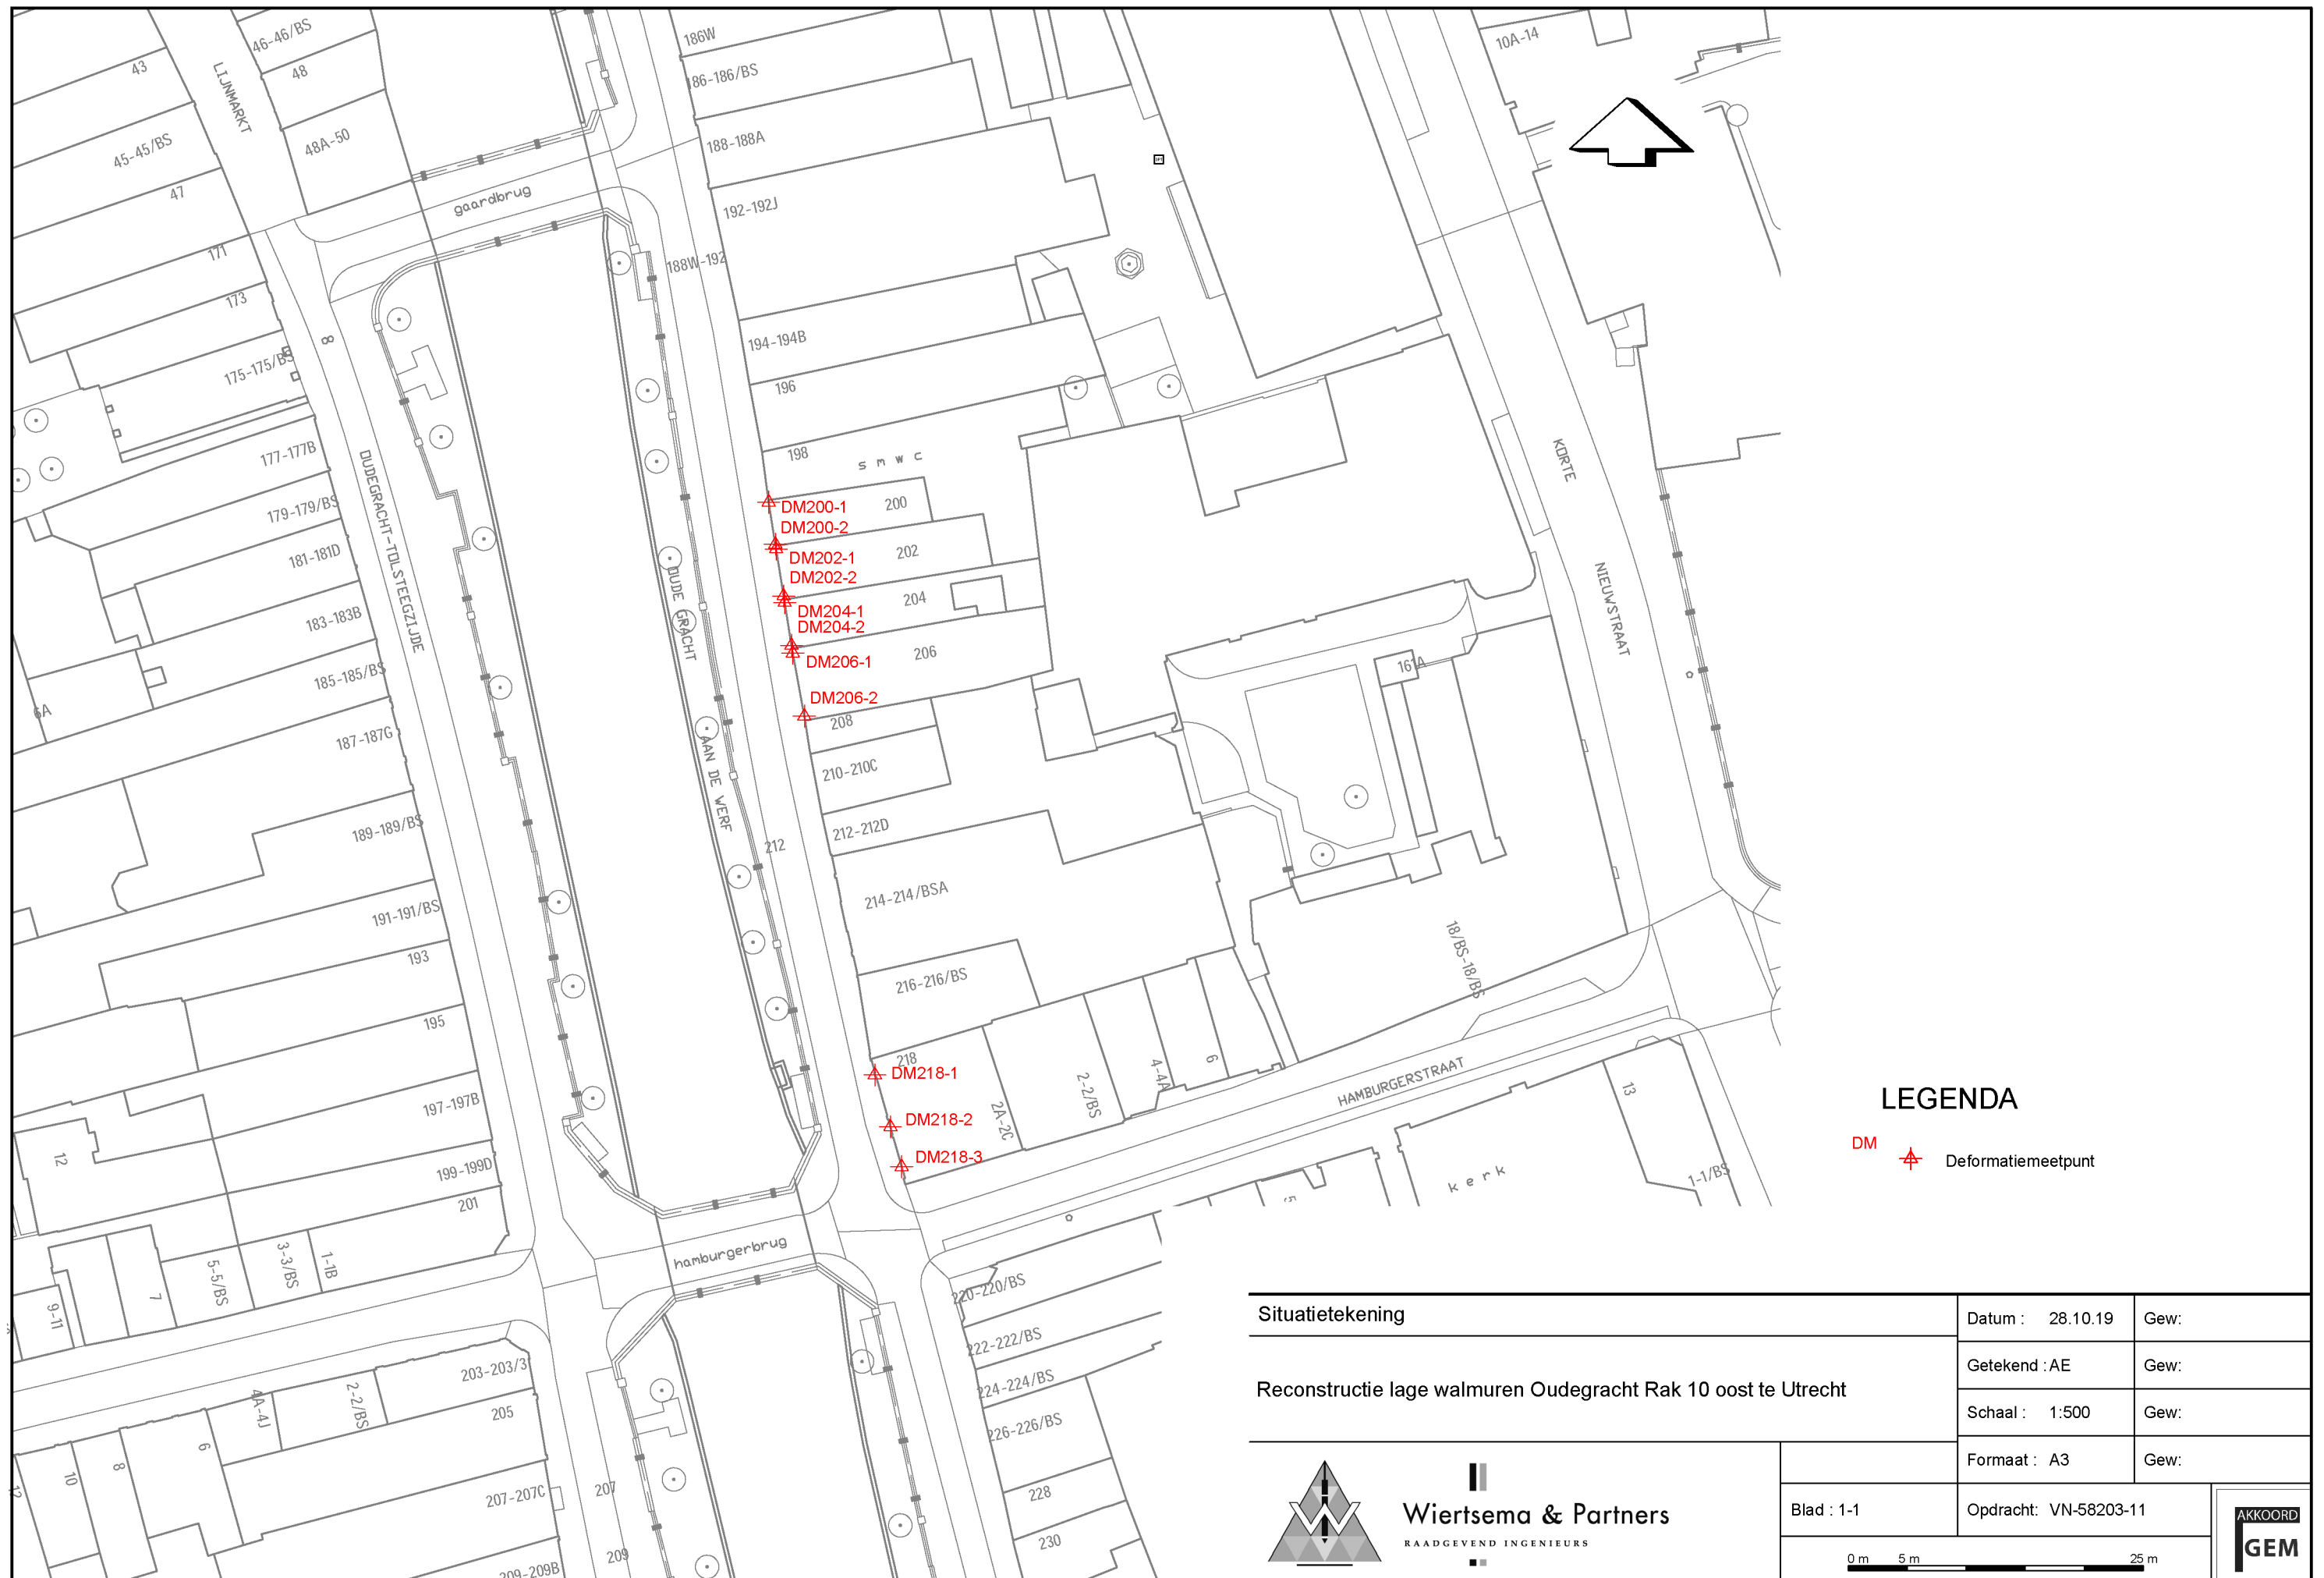 46-46/BS
43
LIJNMARKT
48
45-45/BS
48A-50
47
gaardbrug
171
173
8
175-175/BS
186W
186-186/BS
188-188A
192-192J
188W-192
194-194B
196
198
s m w c
10A-14
177-177B
179-179/BS
181-181D
183-183B
185-185/BS
6A
187-187G
189-189/BS
191-191/BS
193
195
197-197B
12
199-199D
201
OUDEGRACHT-TOLSTEEGZIJDE
OUDE GRACHT
AAN DE WERF
DM200-1
200
DM200-2
DM202-1
202
DM202-2
DM204-1
204
DM204-2
DM206-1
206
DM206-2
208
210-210C
212-212D
212
214-214/BSA
216-216/BS
218
DM218-1
DM218-2
DM218-3
2A-2C
2-2/BS
4-4A
6
KORTE
NIEUWSTRAAT
161A
18/BS-18/BS
HAMBURGERSTRAAT
13
kerk
1-1/BS
hamburgerbrug
1-1B
3-3/BS
5-5/BS
7
9-11
203-203/3
2-2/BS
4A-4J
205
6
8
10
12
207-207C
207
209
209-209B
220-220/BS
222-222/BS
224-224/BS
226-226/BS
228
230
LEGENDA
DM
Deformatiemeetpunt
Situatietekening
Reconstructie lage walmuren Oudegracht Rak 10 oost te Utrecht
Datum : 28.10.19 Gew:
Getekend : AE Gew:
Schaal : 1:500 Gew:
Formaat : A3 Gew:
Blad : 1-1
Opdracht: VN-58203-11
Wiertsema & Partners
RAADGEVEND INGENIEURS
0 m 5 m 25 m
AKKOORD
GEM